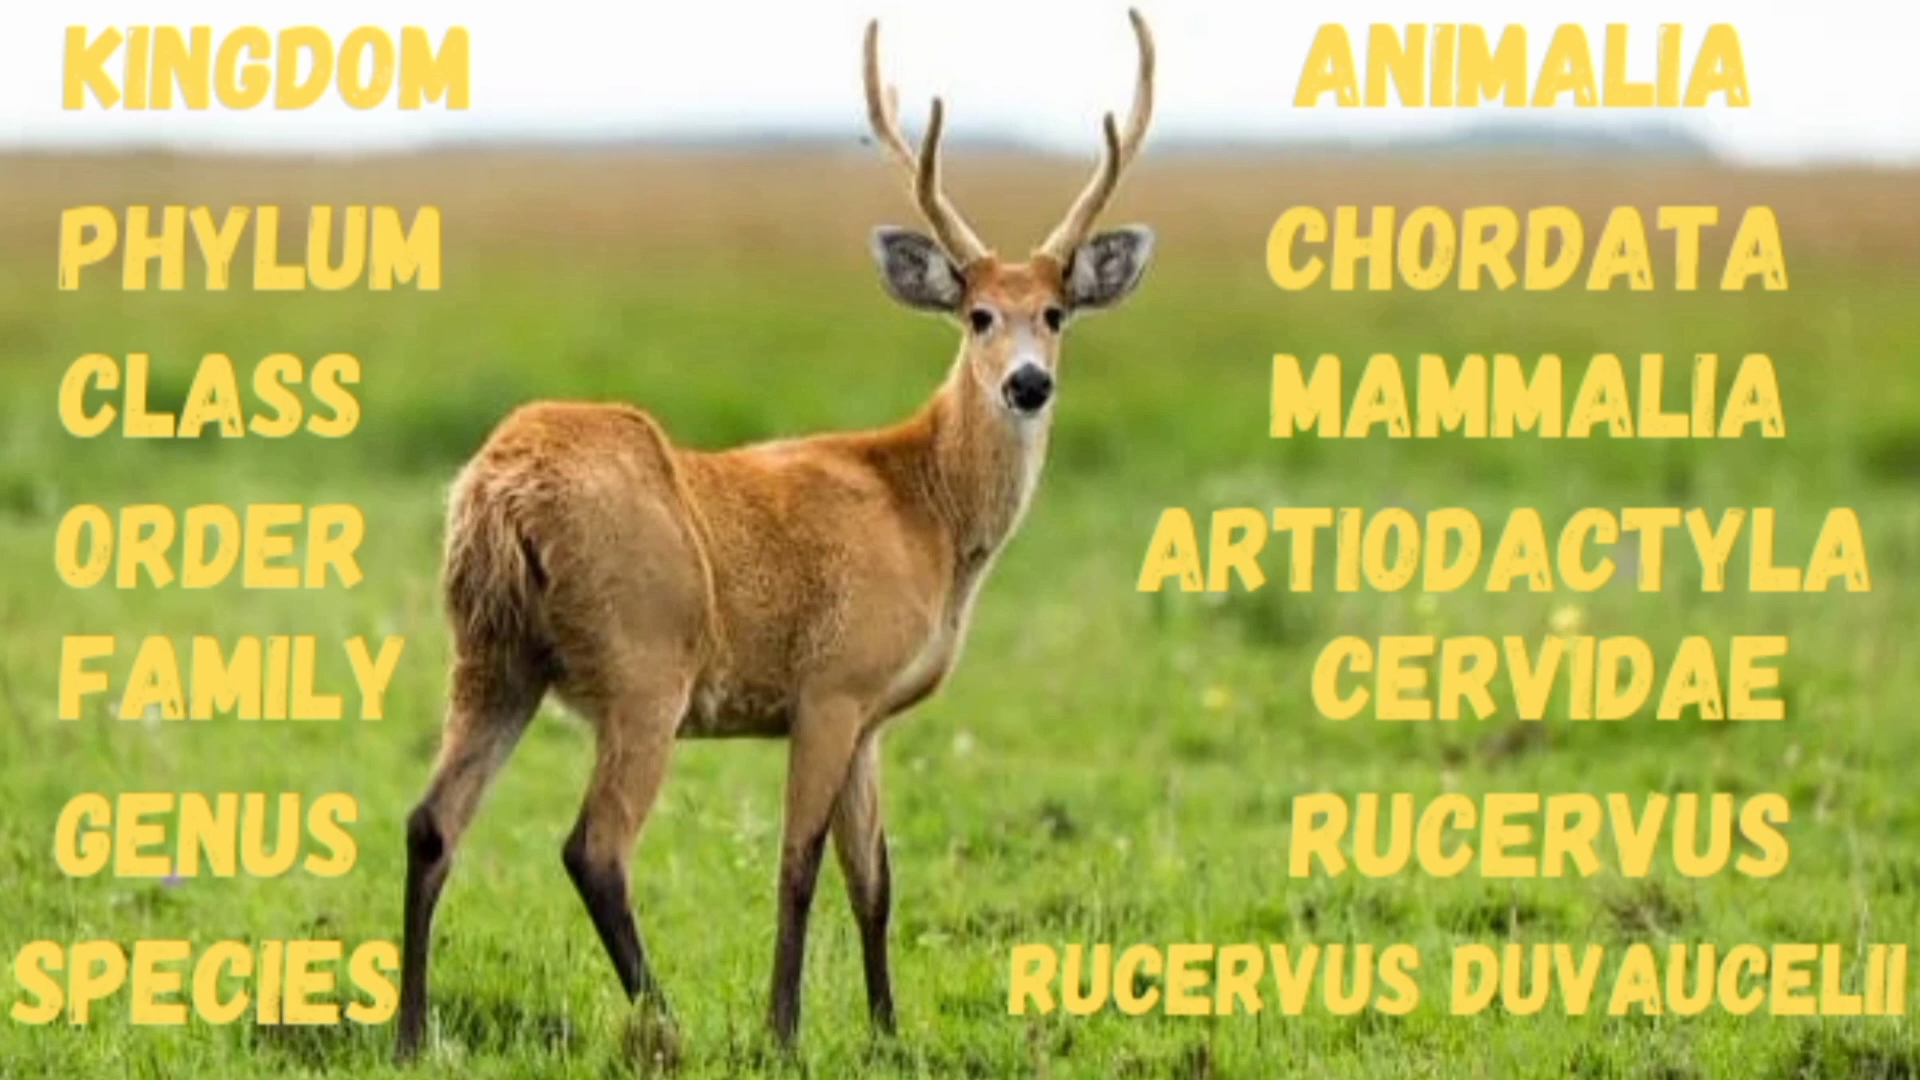 KINGDOM ANIMALIA
PHYLUM CHORDATA
CLASS MAMMALIA
ORDER ARTIODACTYLA
FAMILY CERVIDAE
GENUS RUCERVUS
SPECIES RUCERVUS DUVAUCELII